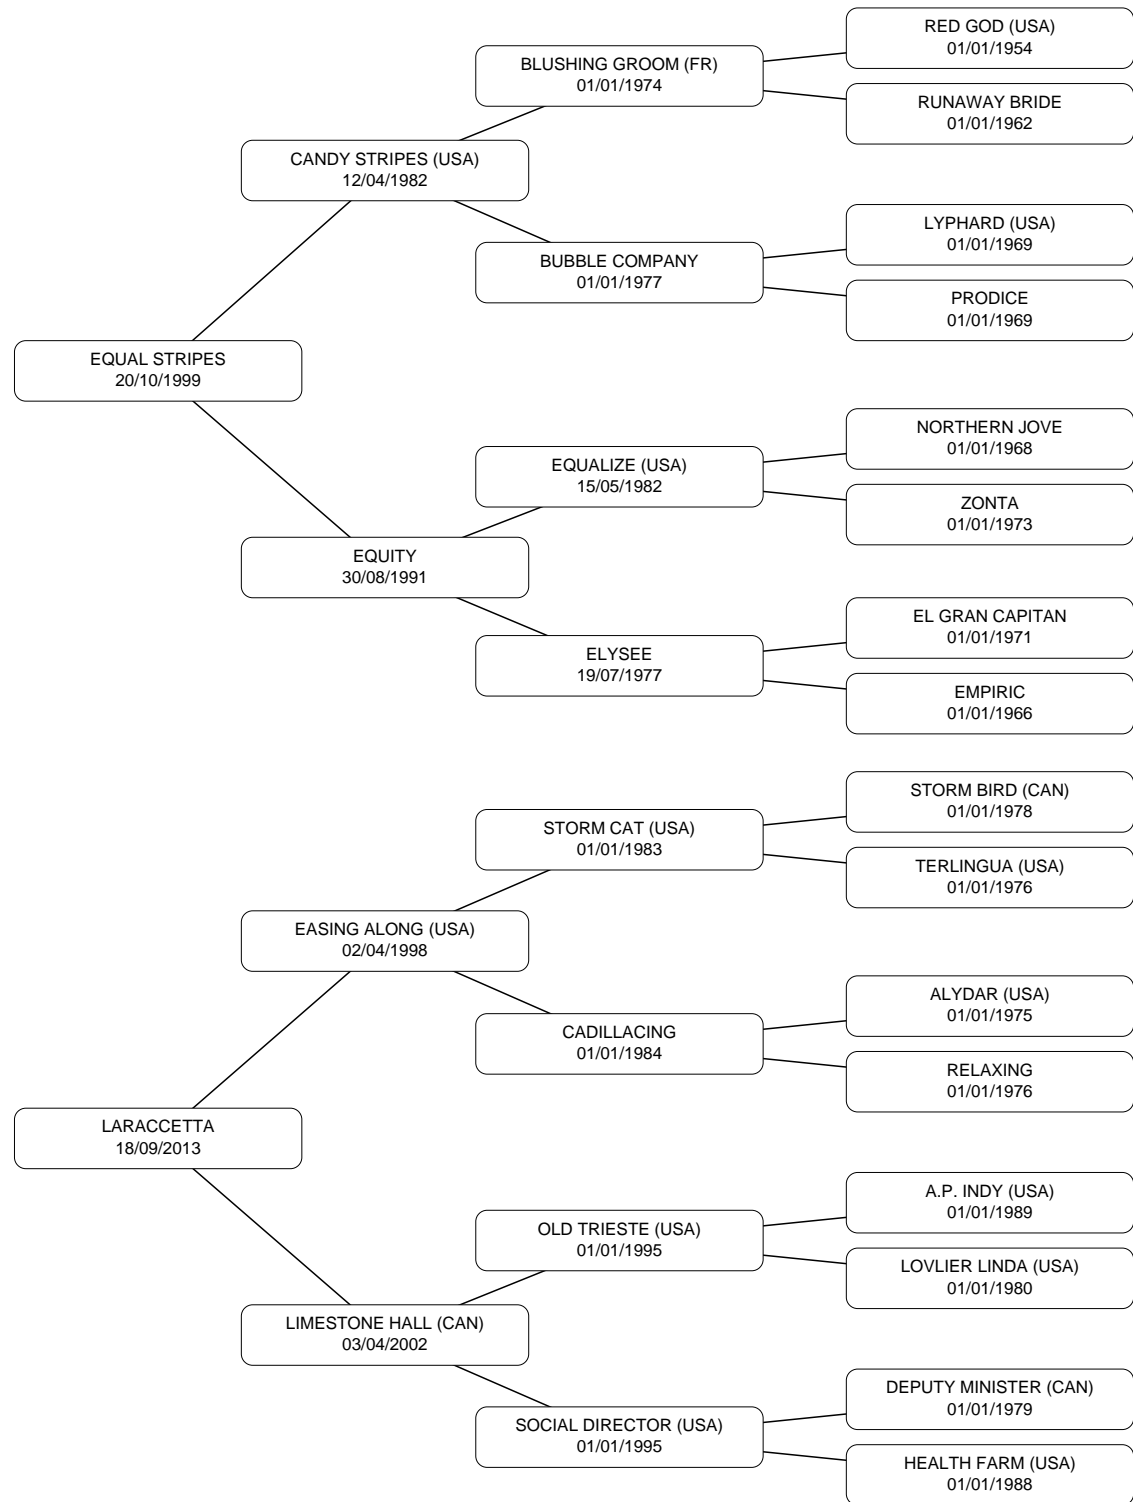 RED GOD (USA)
01/01/1954
BLUSHING GROOM (FR)
01/01/1974
RUNAWAY BRIDE
01/01/1962
CANDY STRIPES (USA)
12/04/1982
LYPHARD (USA)
01/01/1969
BUBBLE COMPANY
01/01/1977
PRODICE
01/01/1969
EQUAL STRIPES
20/10/1999
NORTHERN JOVE
01/01/1968
EQUALIZE (USA)
15/05/1982
ZONTA
01/01/1973
EQUITY
30/08/1991
EL GRAN CAPITAN
01/01/1971
ELYSEE
19/07/1977
EMPIRIC
01/01/1966
STORM BIRD (CAN)
01/01/1978
STORM CAT (USA)
01/01/1983
TERLINGUA (USA)
01/01/1976
EASING ALONG (USA)
02/04/1998
ALYDAR (USA)
01/01/1975
CADILLACING
01/01/1984
RELAXING
01/01/1976
LARACCETTA
18/09/2013
A.P. INDY (USA)
01/01/1989
OLD TRIESTE (USA)
01/01/1995
LOVLIER LINDA (USA)
01/01/1980
LIMESTONE HALL (CAN)
03/04/2002
DEPUTY MINISTER (CAN)
01/01/1979
SOCIAL DIRECTOR (USA)
01/01/1995
HEALTH FARM (USA)
01/01/1988